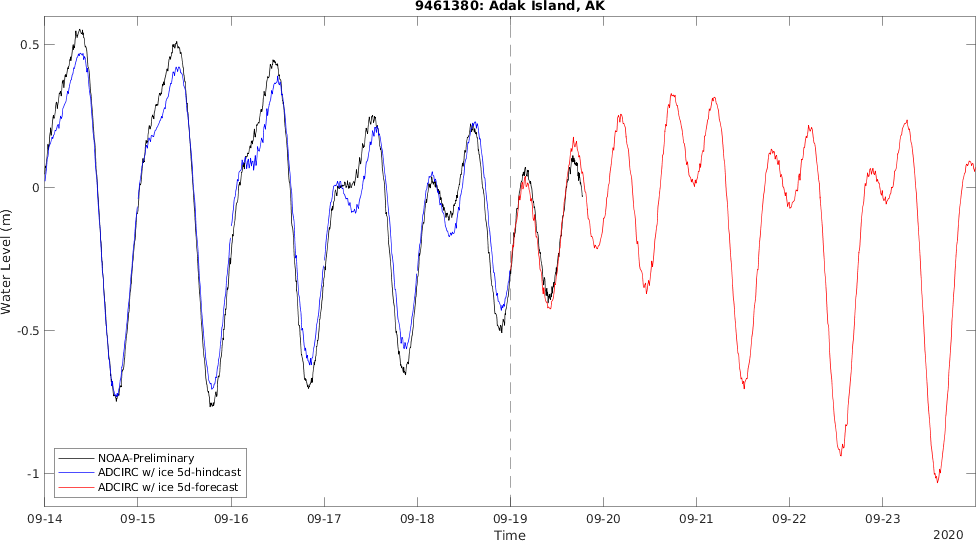 9461380: Adak Island, AK
Water Level (m)
0.5
0
-0.5
-1
NOAA-Preliminary
ADCIRC w/ ice 5d-hindcast
ADCIRC w/ ice 5d-forecast
09-14 09-15 09-16 09-17 09-18 09-19 09-20 09-21 09-22 09-23
Time
2020